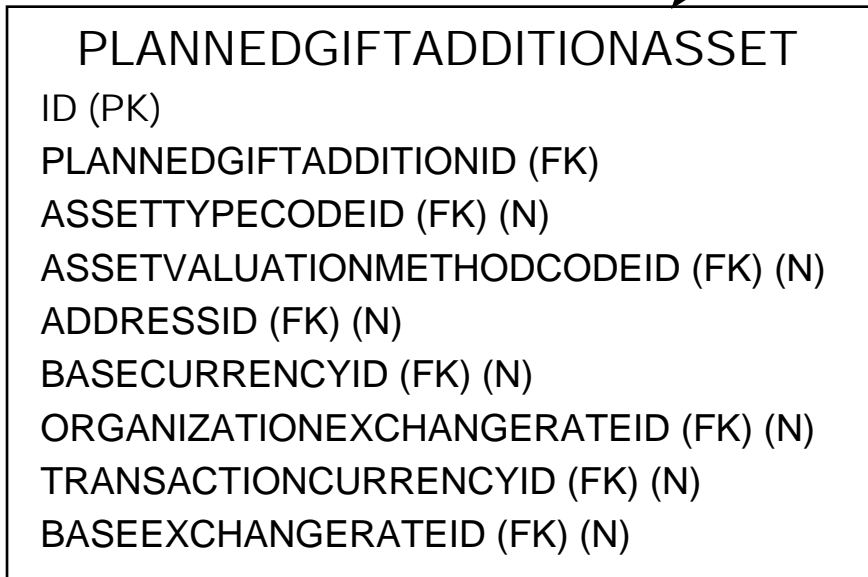 PLANNEDGIFTADDITIONASSET
ID (PK)
PLANNEDGIFTADDITIONID (FK)
ASSETTYPECODEID (FK) (N)
ASSETVALUATIONMETHODCODEID (FK) (N)
ADDRESSID (FK) (N)
BASECURRENCYID (FK) (N)
ORGANIZATIONEXCHANGERATEID (FK) (N)
TRANSACTIONCURRENCYID (FK) (N)
BASEEXCHANGERATEID (FK) (N)